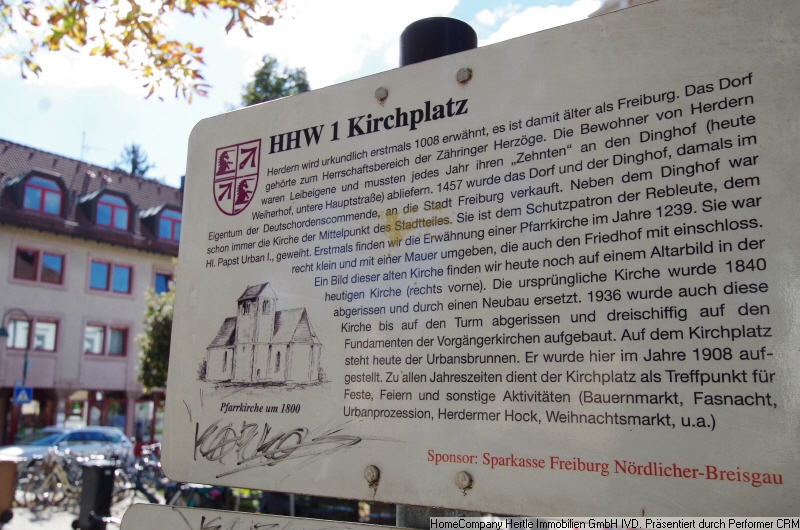 HHW 1 Kirchplatz
Herdern wird urkundlich erstmals 1008 erwähnt, es ist damit älter als Freiburg. Das Dorf
gehörte zum Herrschaftsbereich der Zähringer Herzöge. Die Bewohner von Herdern
waren Leibeigene und mussten jedes Jahr ihren „Zehnten“ an den Dinghof (heute
Weiherhof, untere Hauptstraße) abliefern. 1457 wurde das Dorf und der Dinghof, damals im
Eigentum der Deutschordenscommende, an die Stadt Freiburg verkauft. Neben dem Dinghof war
schon immer die Kirche der Mittelpunkt des Stadtteiles. Sie ist dem Schutzpatron der Rebleute, dem
Hl. Papst Urban I., geweiht. Erstmals finden wir die Erwähnung einer Pfarrkirche im Jahre 1239. Sie war
recht klein und mit einer Mauer umgeben, die auch den Friedhof mit einschloss.
Ein Bild dieser alten Kirche finden wir heute noch auf einem Altarbild in der
heutigen Kirche (rechts vorne). Die ursprüngliche Kirche wurde 1840
abgerissen und durch einen Neubau ersetzt. 1936 wurde auch diese
Kirche bis auf den Turm abgerissen und dreischiffig auf den
Fundamenten der Vorgängerkirchen aufgebaut. Auf dem Kirchplatz
steht heute der Urbansbrunnen. Er wurde hier im Jahre 1908 auf-
gestellt. Zu allen Jahreszeiten dient der Kirchplatz als Treffpunkt für
Feste, Feiern und sonstige Aktivitäten (Bauernmarkt, Fasnacht,
Urbanprozession, Herdermer Hock, Weihnachtsmarkt, u.a.)
Pfarrkirche um 1800
Sponsor: Sparkasse Freiburg Nördlicher-Breisgau
HomeCompany Hertle Immobilien GmbH IVD. Präsentiert durch Performer CRM